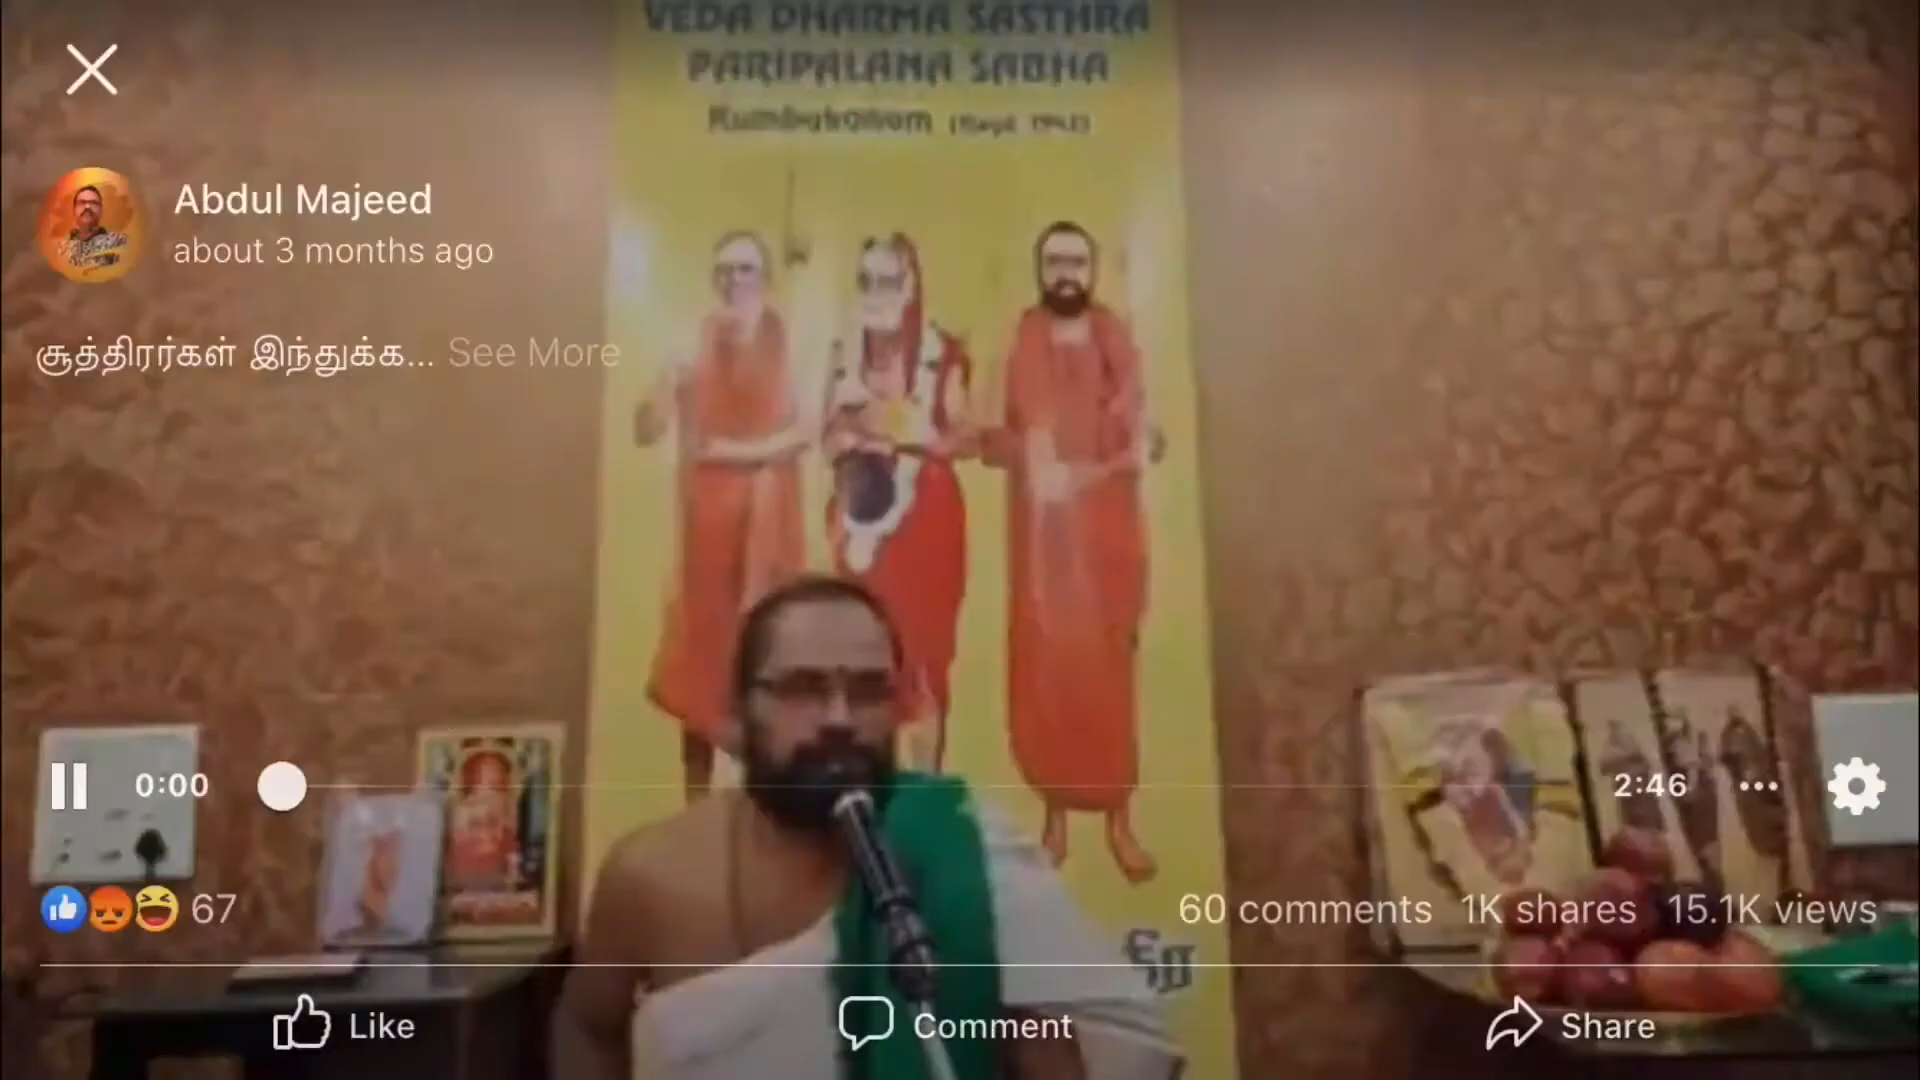 VEDA DHARMA SASTHRA
PARIPALANA SABHA
Kumbakonam
Abdul Majeed
about 3 months ago
சூத்திரர்கள் இந்துக்க... See More
0:00
2:46
67
60 comments 1K shares 15.1K views
Like
Comment
Share